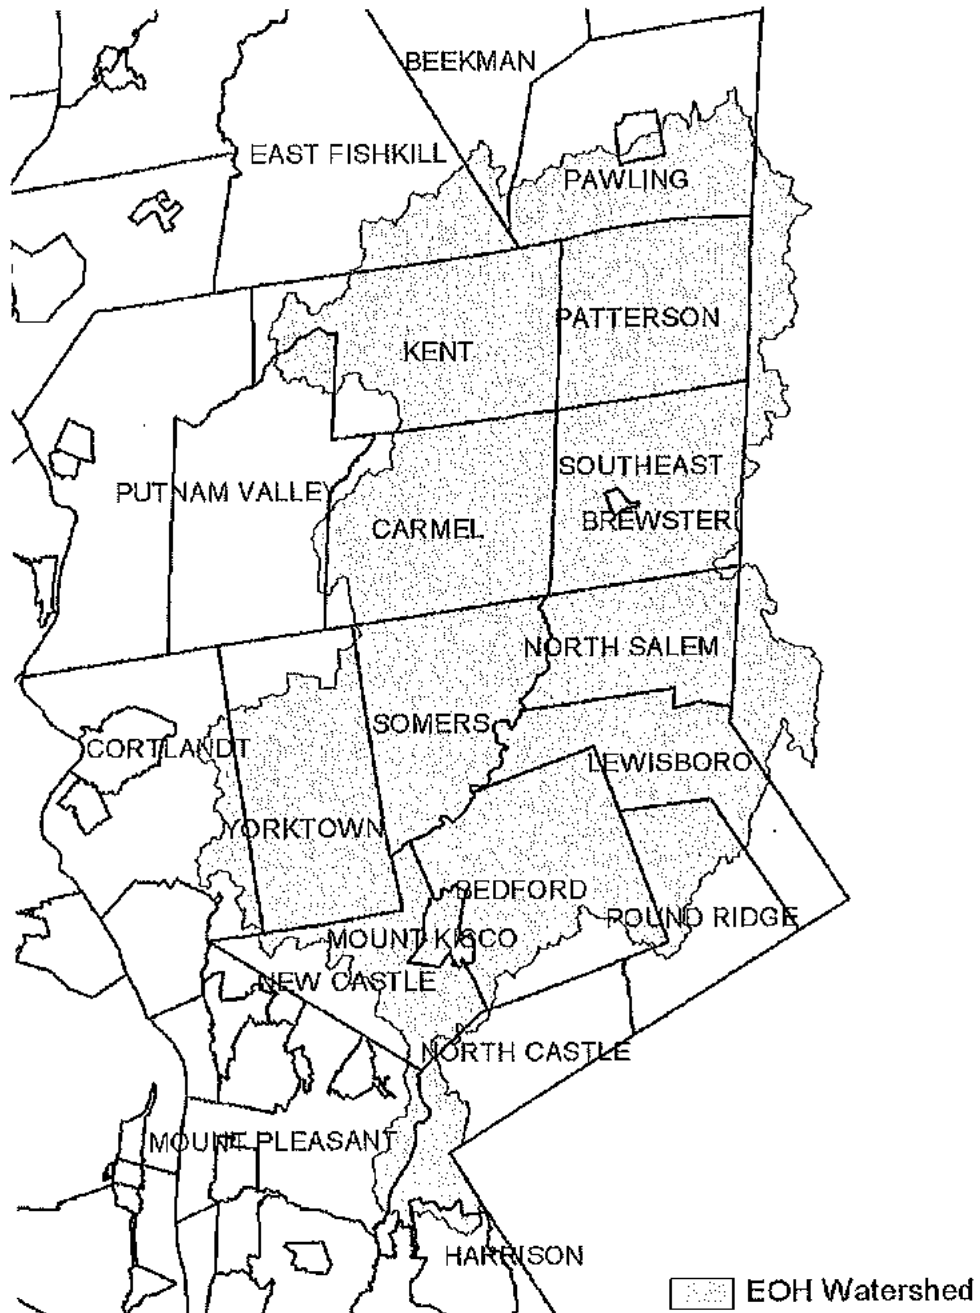 BEEKMAN
EAST FISHKILL
PAWLING
PATTERSON
KENT
SOUTHEAST
PUTNAM VALLEY
CARMEL
BREWSTER
NORTH SALEM
SOMERS
CORTLANDT
LEWISBORO
YORKTOWN
BEDFORD
POUND RIDGE
MOUNT KISCO
NEW CASTLE
NORTH CASTLE
MOUNT PLEASANT
HARRISON
EOH Watershed